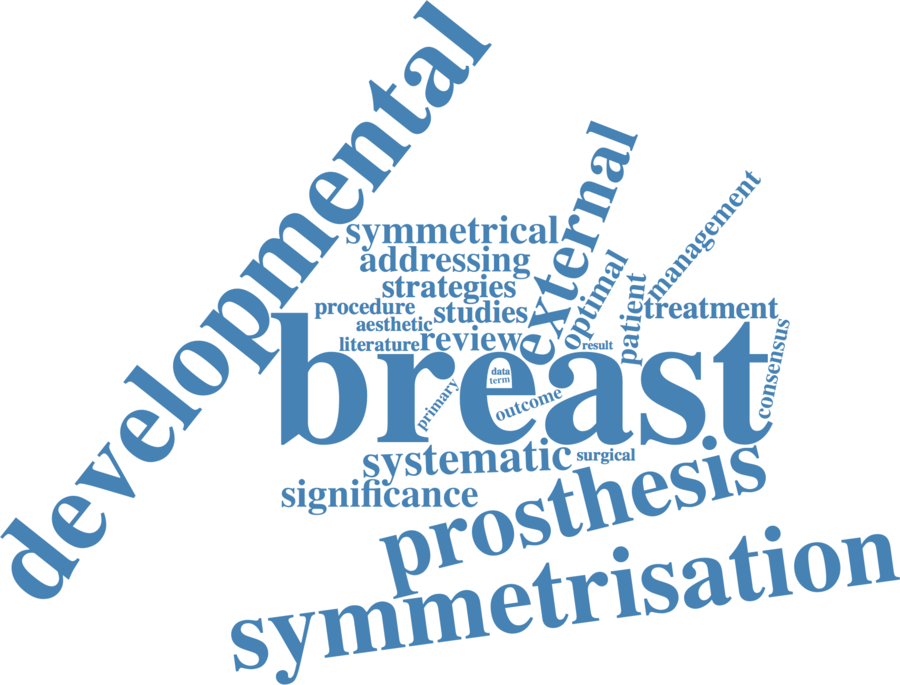 developmental
external
management
symmetrical
addressing
optimal
strategies
patient
procedure
studies
treatment
aesthetic
literature
review
result
consensus
breast
data
term
primary
outcome
systematic
surgical
significance
prosthesis
symmetrisation